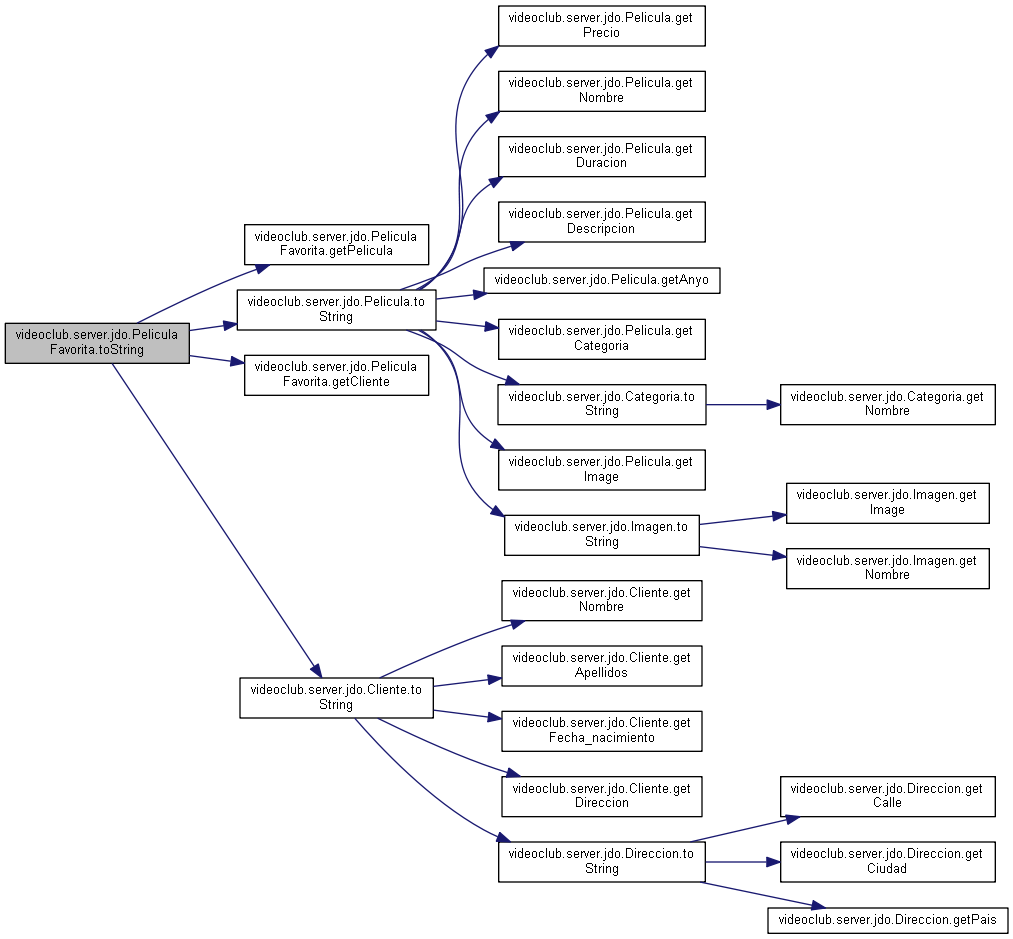 videoclub.server.jdo.Pelicula.get
Precio
videoclub.server.jdo.Pelicula.get
Nombre
videoclub.server.jdo.Pelicula.get
Duracion
videoclub.server.jdo.Pelicula.get
Descripcion
videoclub.server.jdo.Pelicula
Favorita.getPelicula
videoclub.server.jdo.Pelicula.getAnyo
videoclub.server.jdo.Pelicula.to
String
videoclub.server.jdo.Pelicula
Favorita.toString
videoclub.server.jdo.Pelicula.get
Categoria
videoclub.server.jdo.Pelicula
Favorita.getCliente
videoclub.server.jdo.Categoria.to
String
videoclub.server.jdo.Categoria.get
Nombre
videoclub.server.jdo.Pelicula.get
Image
videoclub.server.jdo.Imagen.get
Image
videoclub.server.jdo.Imagen.to
String
videoclub.server.jdo.Imagen.get
Nombre
videoclub.server.jdo.Cliente.get
Nombre
videoclub.server.jdo.Cliente.get
Apellidos
videoclub.server.jdo.Cliente.to
String
videoclub.server.jdo.Cliente.get
Fecha_nacimiento
videoclub.server.jdo.Cliente.get
Direccion
videoclub.server.jdo.Direccion.get
Calle
videoclub.server.jdo.Direccion.to
String
videoclub.server.jdo.Direccion.get
Ciudad
videoclub.server.jdo.Direccion.getPais